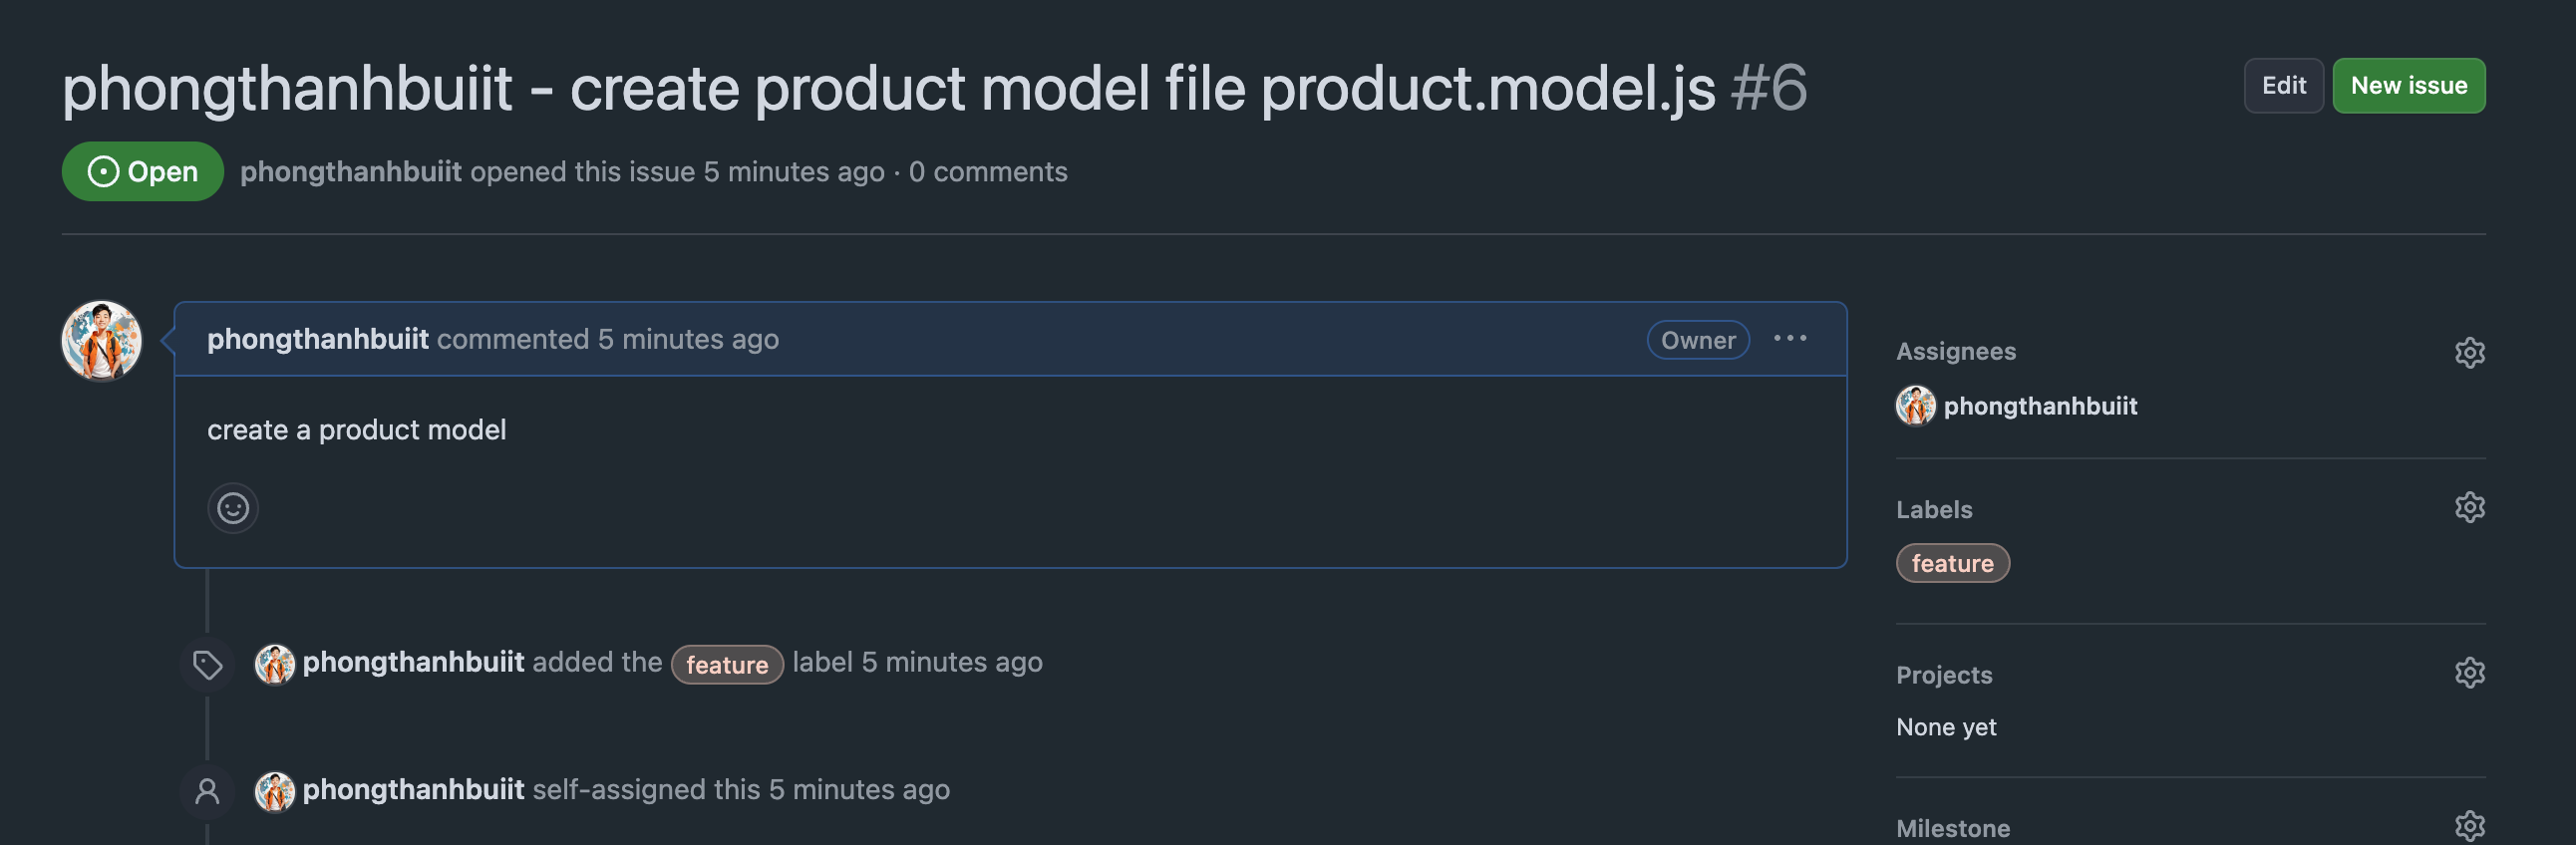 phongthanhbuiit - create product model file product.model.js #6
Edit
New issue
Open
phongthanhbuiit opened this issue 5 minutes ago · 0 comments
phongthanhbuiit commented 5 minutes ago
Owner
create a product model
phongthanhbuiit added the feature label 5 minutes ago
phongthanhbuiit self-assigned this 5 minutes ago
Assignees
phongthanhbuiit
Labels
feature
Projects
None yet
Milestone